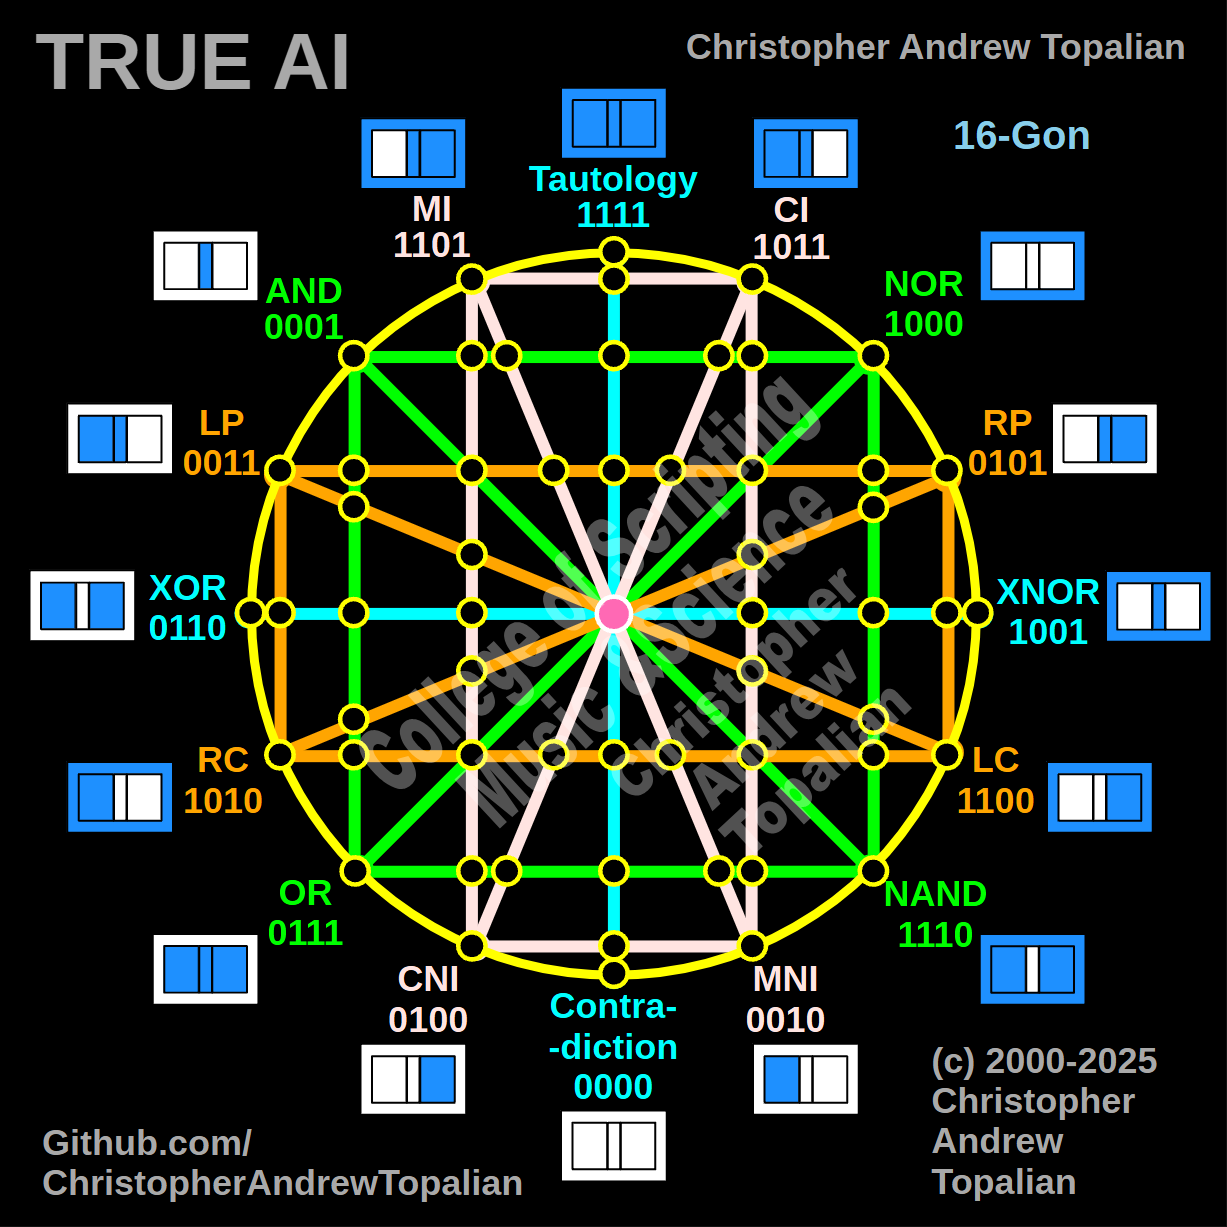 TRUE AI
Christopher Andrew Topalian
16-Gon
Tautology
1111
MI
1101
CI
1011
AND
0001
NOR
1000
LP
0011
RP
0101
XOR
0110
XNOR
1001
RC
1010
LC
1100
OR
0111
NAND
1110
CNI
0100
MNI
0010
Contra-
-diction
0000
College of Scripting
Music & Science
Christopher
Andrew
Topalian
(c) 2000-2025
Christopher
Andrew
Topalian
Github.com/
ChristopherAndrewTopalian